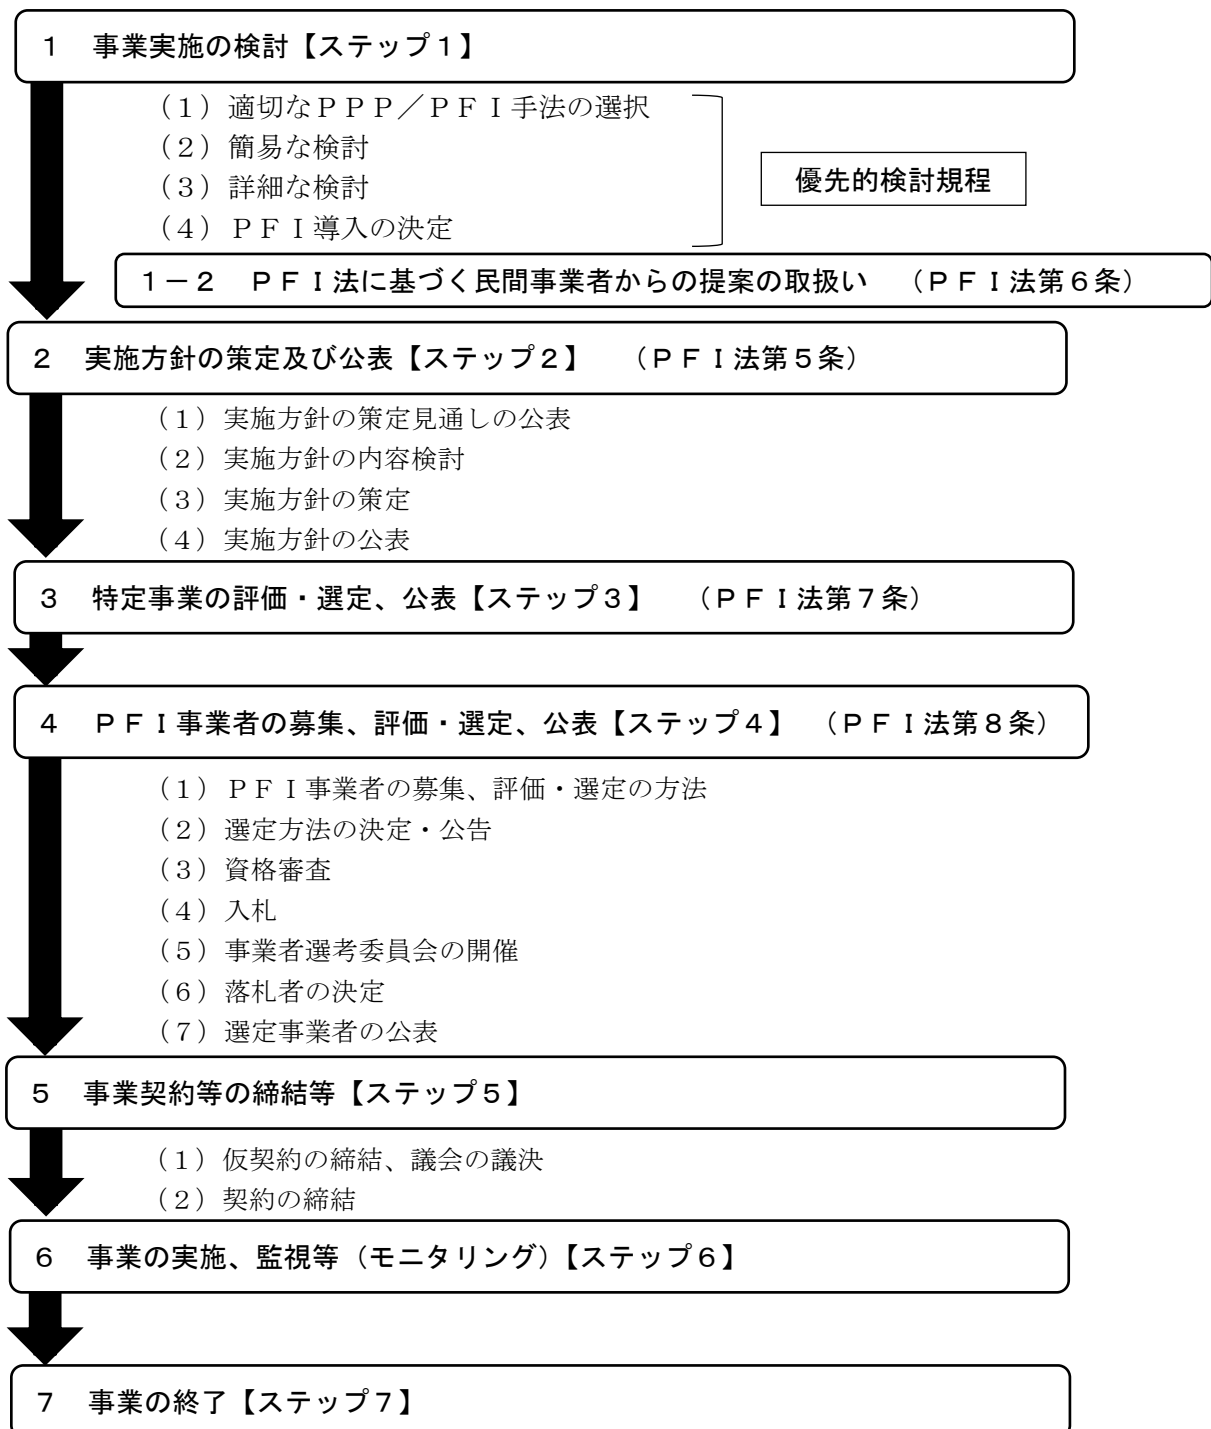 １　事業実施の検討【ステップ１】
（１）適切なＰＰＰ／ＰＦＩ手法の選択
（２）簡易な検討
（３）詳細な検討
（４）ＰＦＩ導入の決定
優先的検討規程
１－２　ＰＦＩ法に基づく民間事業者からの提案の取扱い　（ＰＦＩ法第６条）
２　実施方針の策定及び公表【ステップ２】　（ＰＦＩ法第５条）
（１）実施方針の策定見通しの公表
（２）実施方針の内容検討
（３）実施方針の策定
（４）実施方針の公表
３　特定事業の評価・選定、公表【ステップ３】　（ＰＦＩ法第７条）
４　ＰＦＩ事業者の募集、評価・選定、公表【ステップ４】　（ＰＦＩ法第８条）
（１）ＰＦＩ事業者の募集、評価・選定の方法
（２）選定方法の決定・公告
（３）資格審査
（４）入札
（５）事業者選考委員会の開催
（６）落札者の決定
（７）選定事業者の公表
５　事業契約等の締結等【ステップ５】
（１）仮契約の締結、議会の議決
（２）契約の締結
６　事業の実施、監視等（モニタリング）【ステップ６】
７　事業の終了【ステップ７】